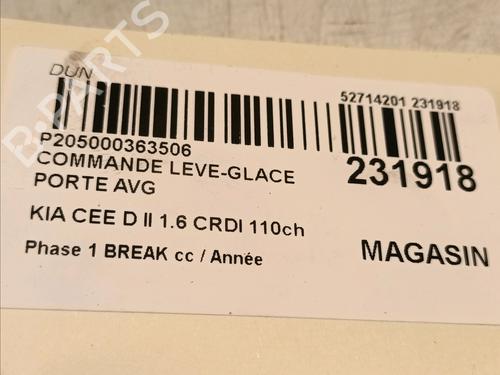 DUN
52714201 231918
P205000363506
COMMANDE LEVE-GLACE
PORTE AVG
231918
KIA CEE D II 1.6 CRDI 110ch
Phase 1 BREAK cc / Année
MAGASIN
B-PARTS